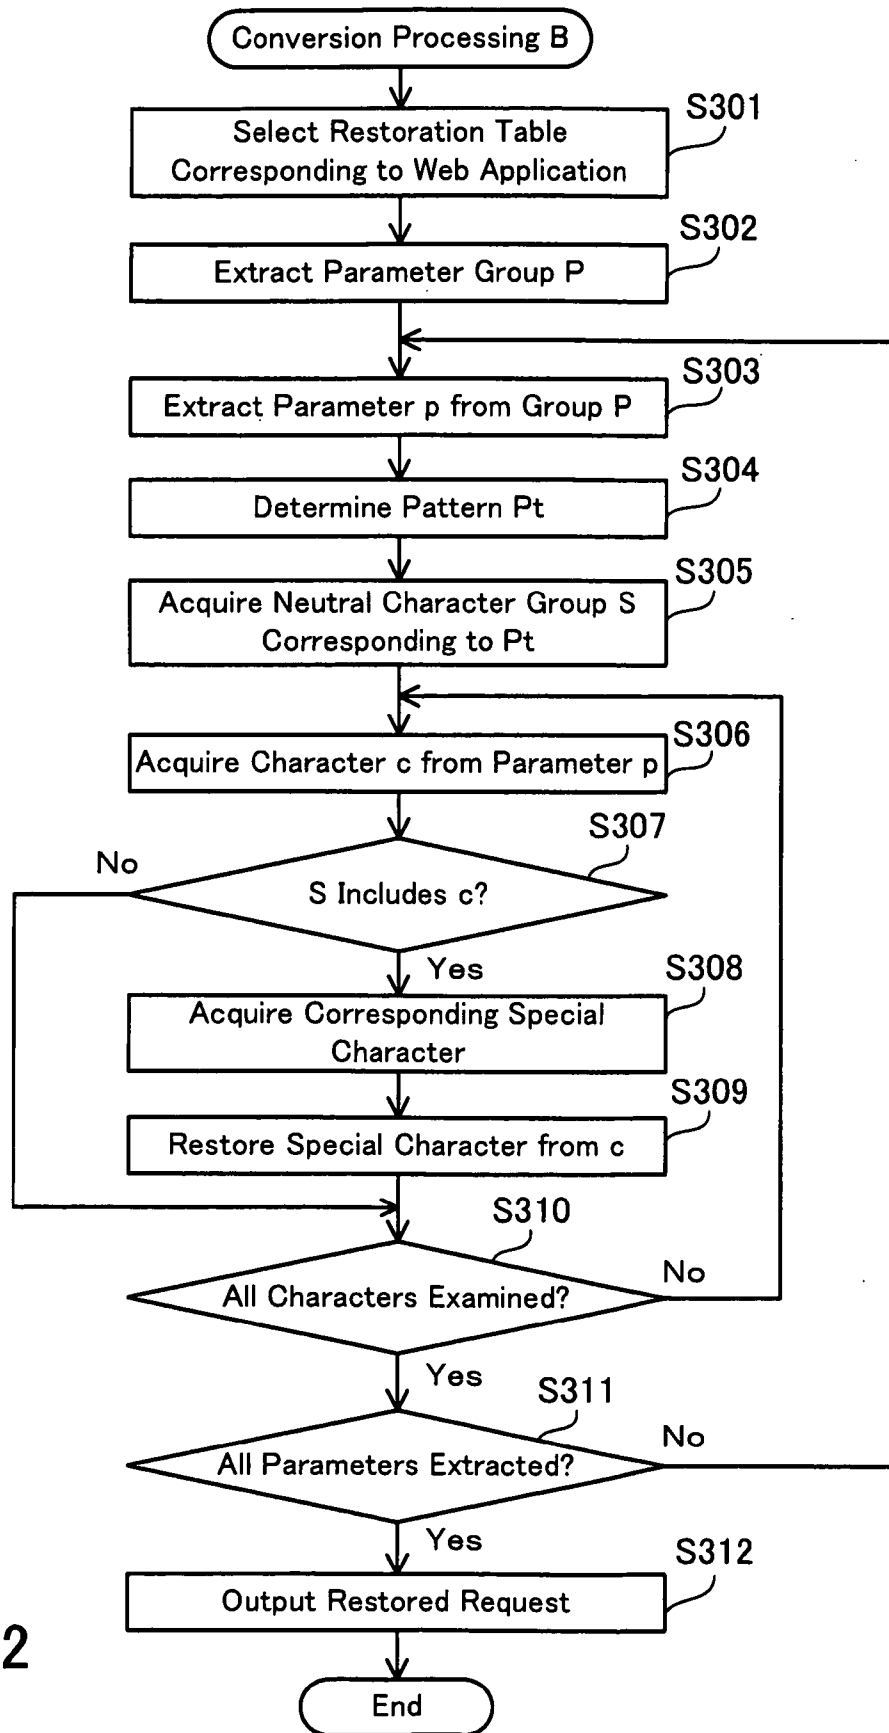 Conversion Processing B
S301
Select Restoration Table
Corresponding to Web Application
S302
Extract Parameter Group P
S303
Extract Parameter p from Group P
S304
Determine Pattern Pt
S305
Acquire Neutral Character Group S
Corresponding to Pt
S306
Acquire Character c from Parameter p
S307
No
S Includes c?
Yes
S308
Acquire Corresponding Special
Character
S309
Restore Special Character from c
S310
No
All Characters Examined?
Yes
S311
No
All Parameters Extracted?
Yes
S312
Output Restored Request
2
End